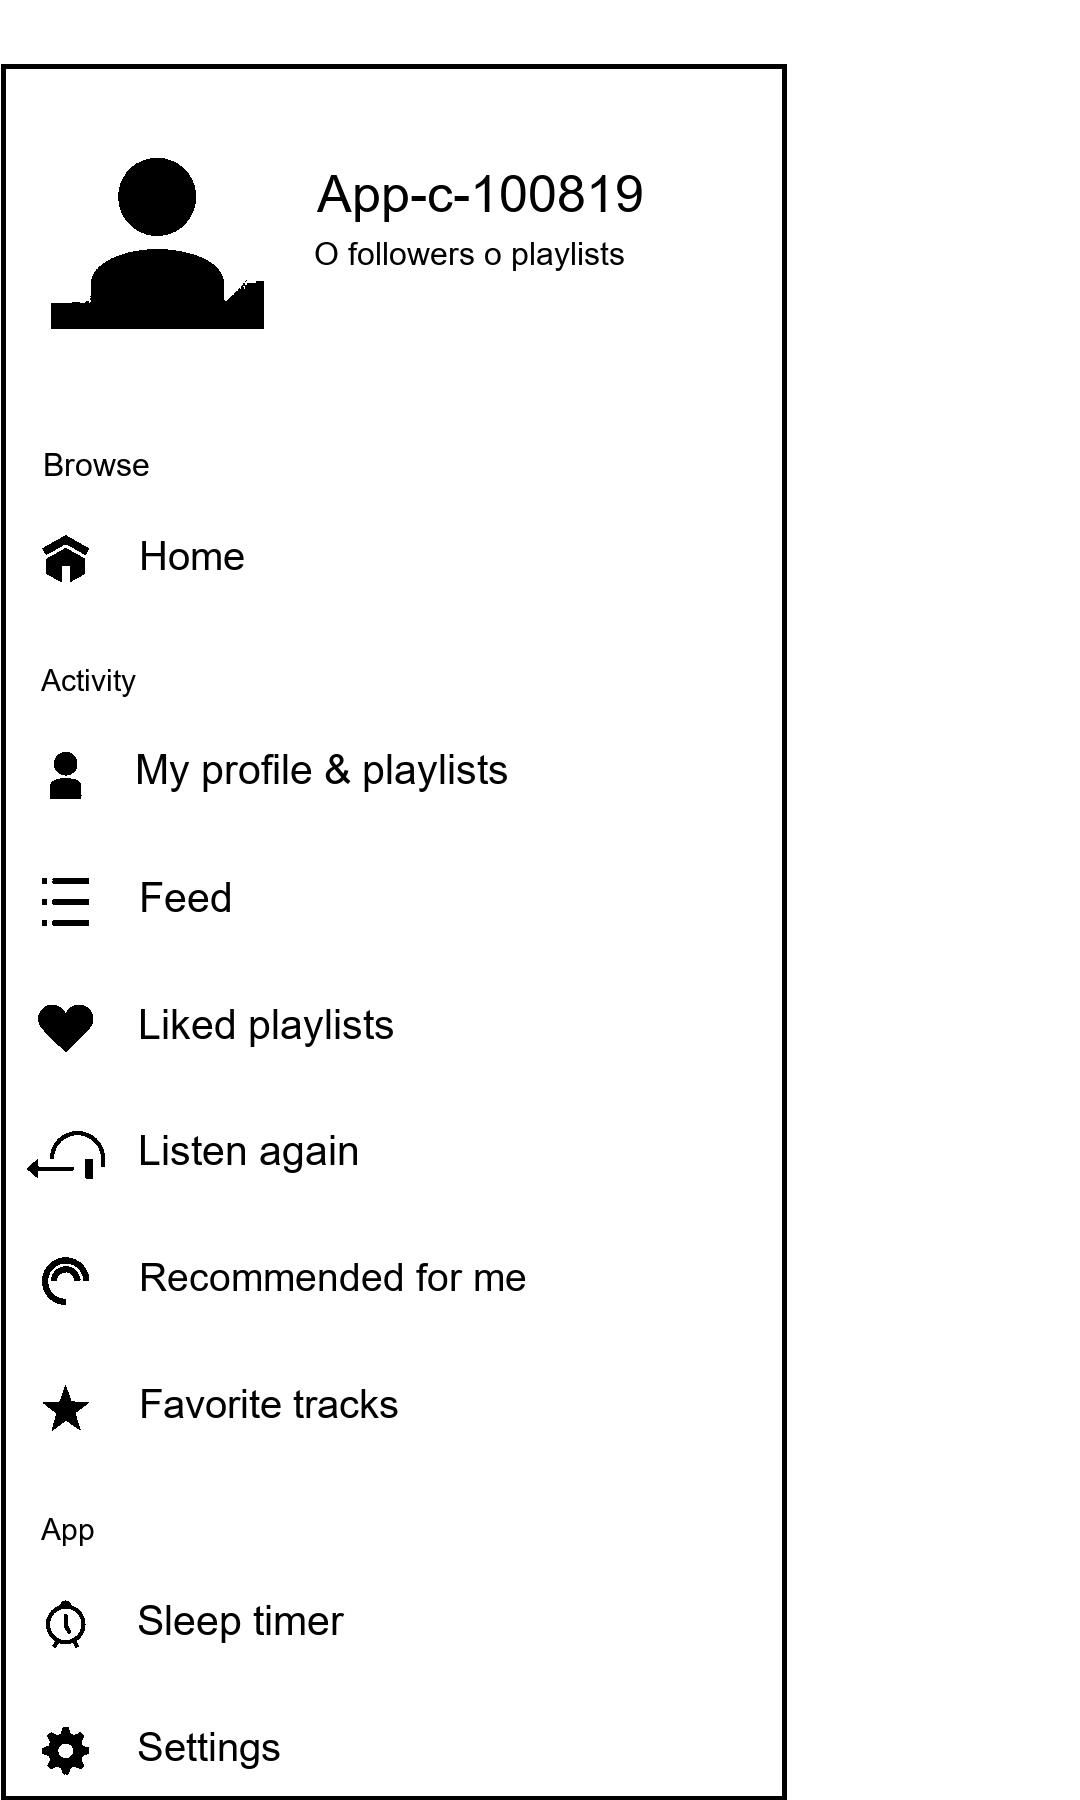 App-c-100819
O followers o playlists
Browse
Home
Activity
My profile & playlists
Feed
Liked playlists
Listen again
Recommended for me
Favorite tracks
App
Sleep timer
Settings